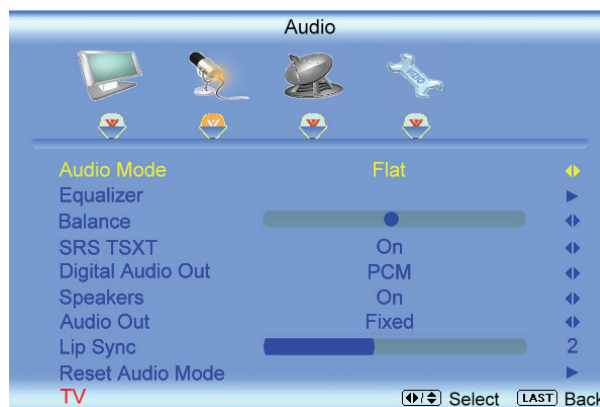 Audio
VIZIO
Audio Mode Flat
Equalizer
Balance
SRS TSXT On
Digital Audio Out PCM
Speakers On
Audio Out Fixed
Lip Sync 2
Reset Audio Mode
TV Select LAST Back